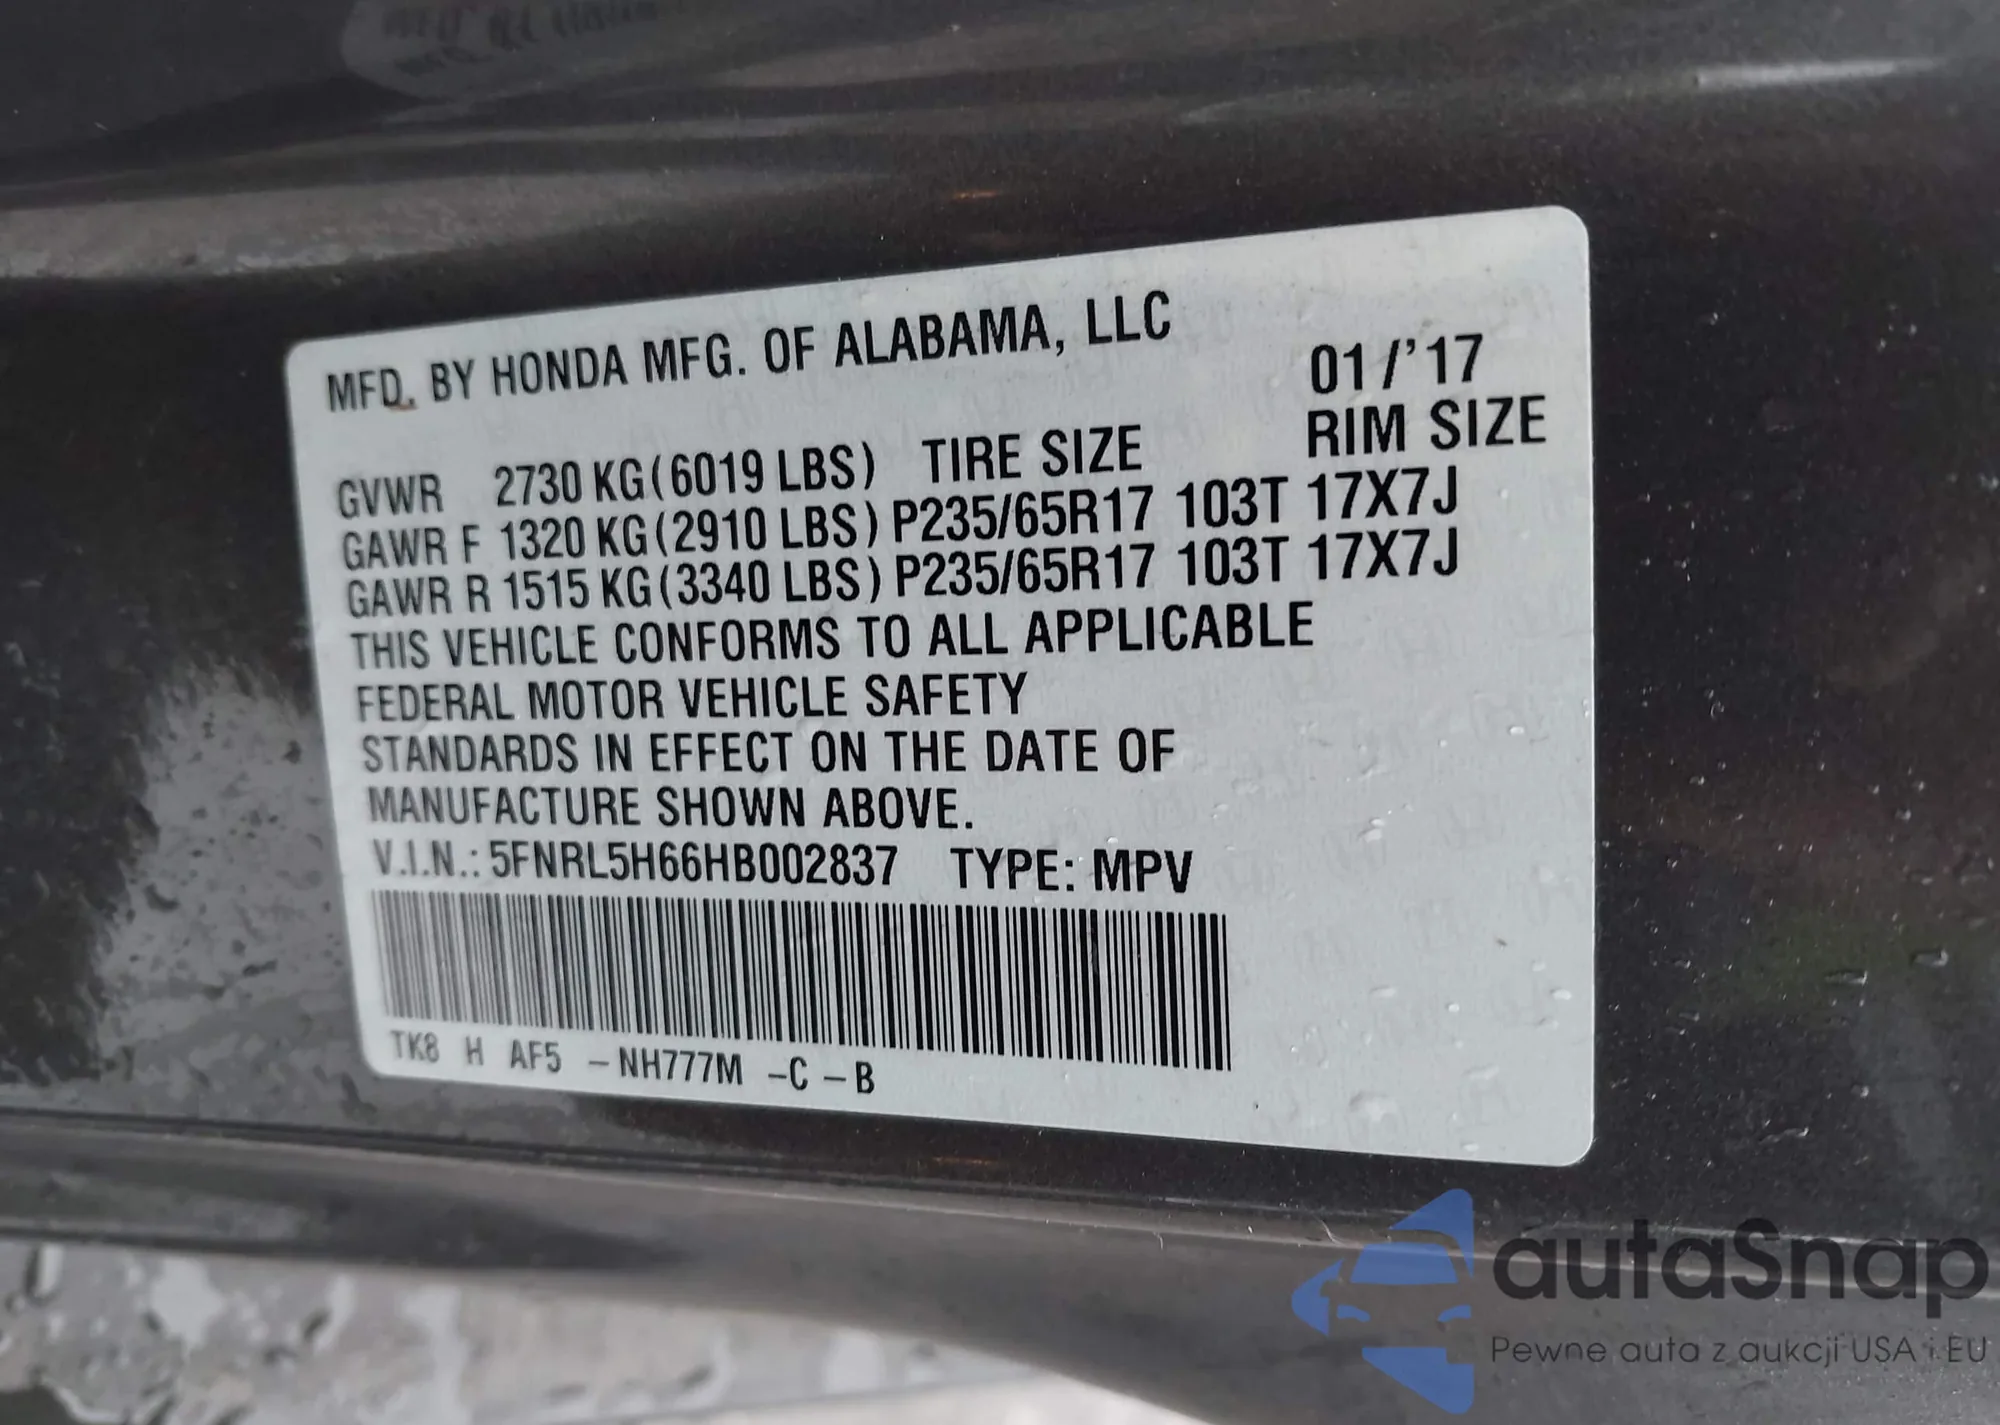 MFD. BY HONDA MFG. OF ALABAMA, LLC
01/'17
GVWR 2730 KG(6019 LBS) TIRE SIZE RIM SIZE
GAWR F 1320 KG(2910 LBS) P235/65R17 103T 17X7J
GAWR R 1515 KG(3340 LBS) P235/65R17 103T 17X7J
THIS VEHICLE CONFORMS TO ALL APPLICABLE
FEDERAL MOTOR VEHICLE SAFETY
STANDARDS IN EFFECT ON THE DATE OF
MANUFACTURE SHOWN ABOVE.
V.I.N.: 5FNRL5H66HB002837 TYPE: MPV
TK8 H AF5 -NH777M -C -B
autaSnap
Pewne auta z aukcji USA i EU